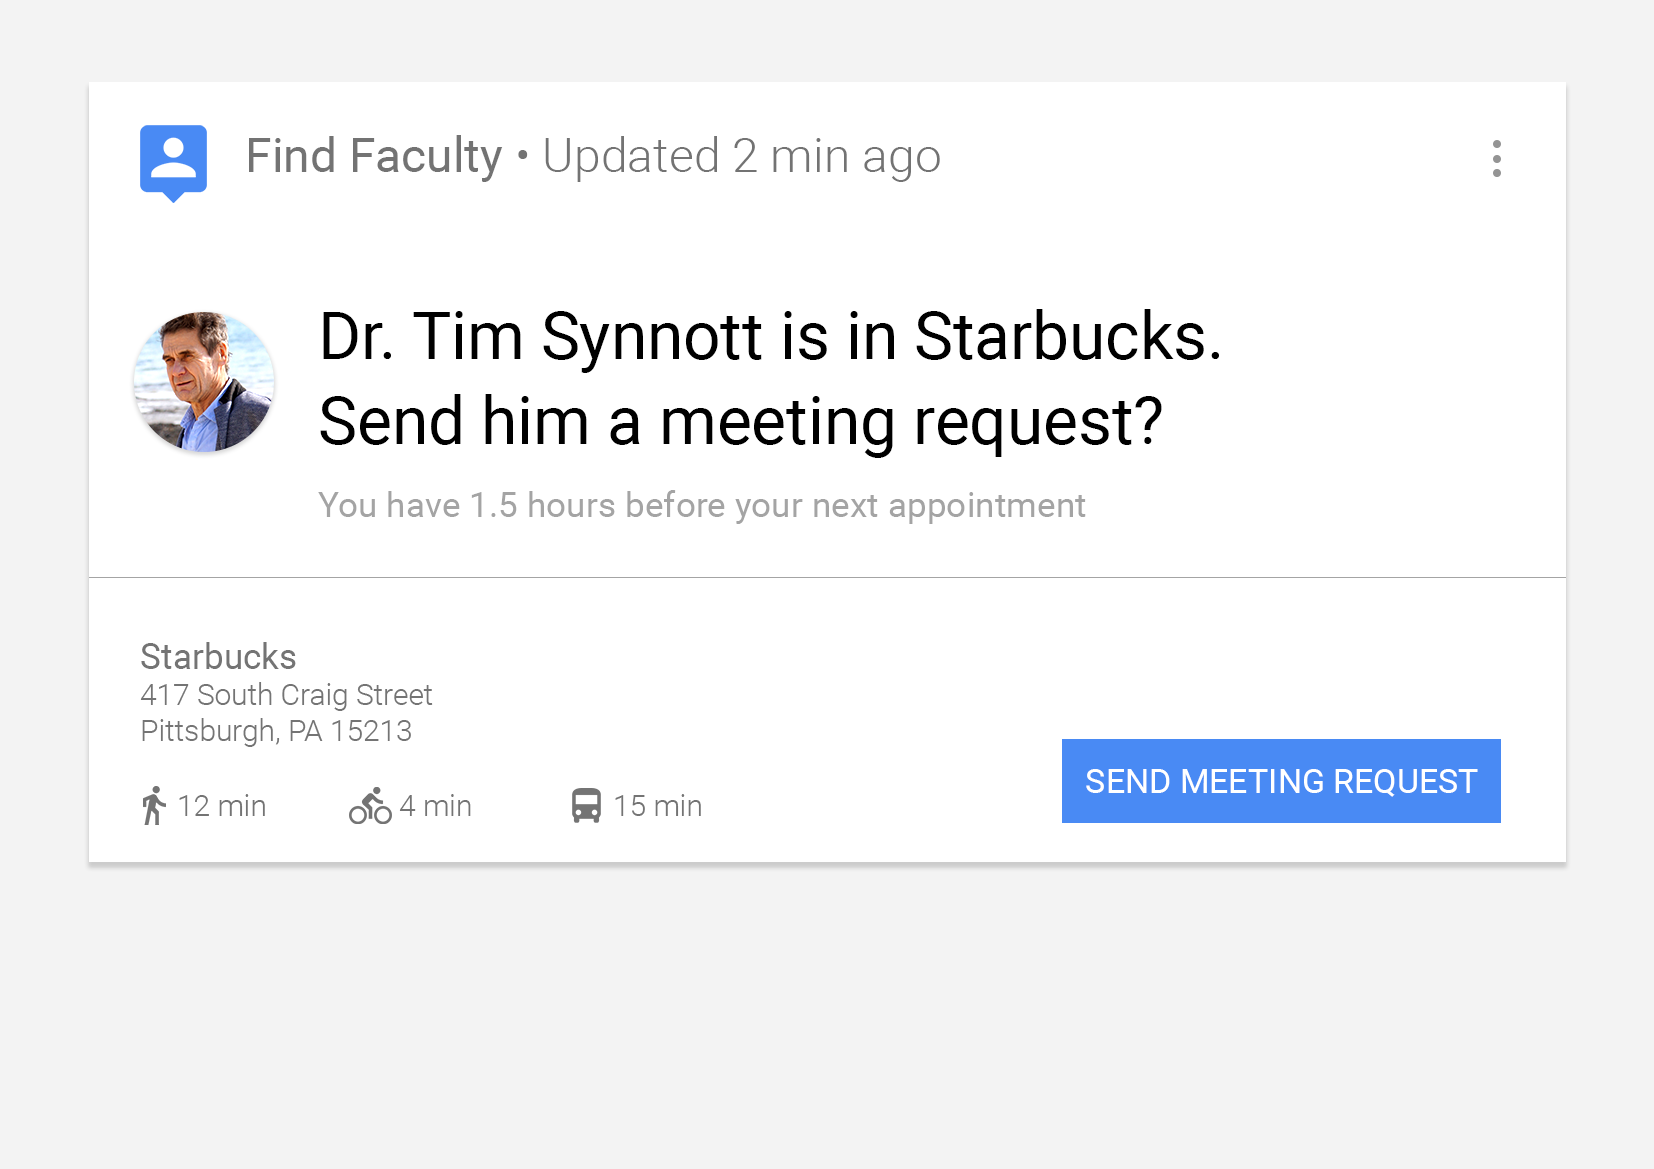 Find Faculty • Updated 2 min ago
Dr. Tim Synnott is in Starbucks.
Send him a meeting request?
You have 1.5 hours before your next appointment
Starbucks
417 South Craig Street
Pittsburgh, PA 15213
12 min 4 min 15 min
SEND MEETING REQUEST